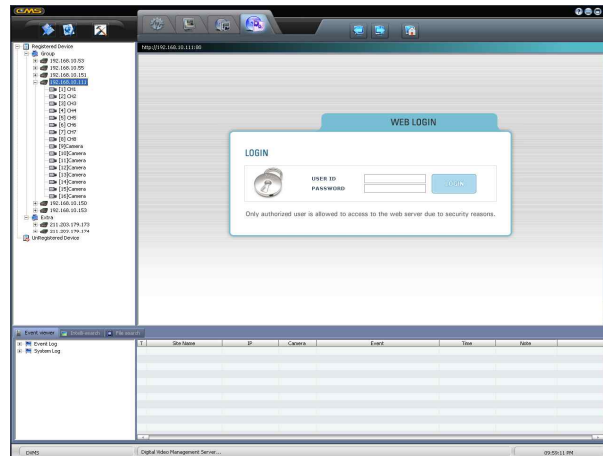 http://192.168.10.111:80
Registered Device
Group
192.168.10.53
192.168.10.55
192.168.10.151
192.168.10.111
[1] CH1
[2] CH2
[3] CH3
[4] CH4
[5] CH5
[6] CH6
[7] CH7
[8] CH8
[9]Camera
[10]Camera
[11]Camera
[12]Camera
[13]Camera
[14]Camera
[15]Camera
[16]Camera
192.168.10.150
192.168.10.153
Extra
211.203.179.173
211.203.179.174
UnRegistered Device
WEB LOGIN
LOGIN
USER ID
PASSWORD
LOGIN
Only authorized user is allowed to access to the web server due to security reasons.
Event viewer
File search
Event Log
System Log
T Site Name IP Camera Event Time Note
Digital Video Management Server...
09:59:11 PM